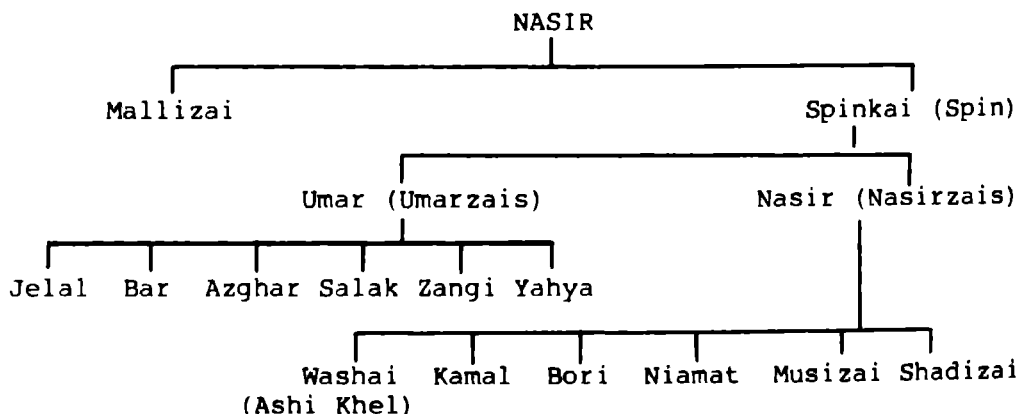 NASIR
Mallizai Spinkai (Spin)
Umar (Umarzais) Nasir (Nasirzais)
Jelal Bar Azghar Salak Zangi Yahya
Washai Kamal Bori Niamat Musizai Shadizai
(Ashi Khel)